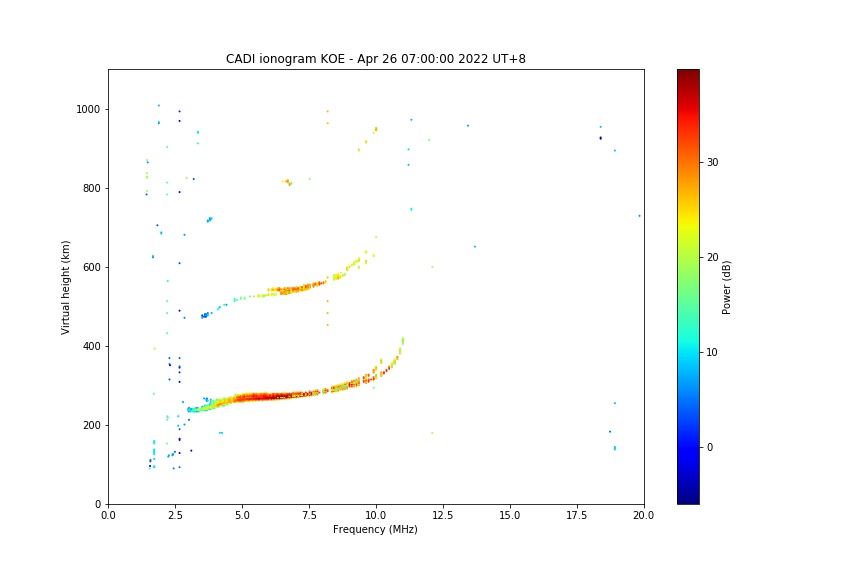 CADI ionogram KOE - Apr 26 07:00:00 2022 UT+8
1000
800
600
400
200
0
Virtual height (km)
0.0 2.5 5.0 7.5 10.0 12.5 15.0 17.5 20.0
Frequency (MHz)
30
20
10
0
Power (dB)